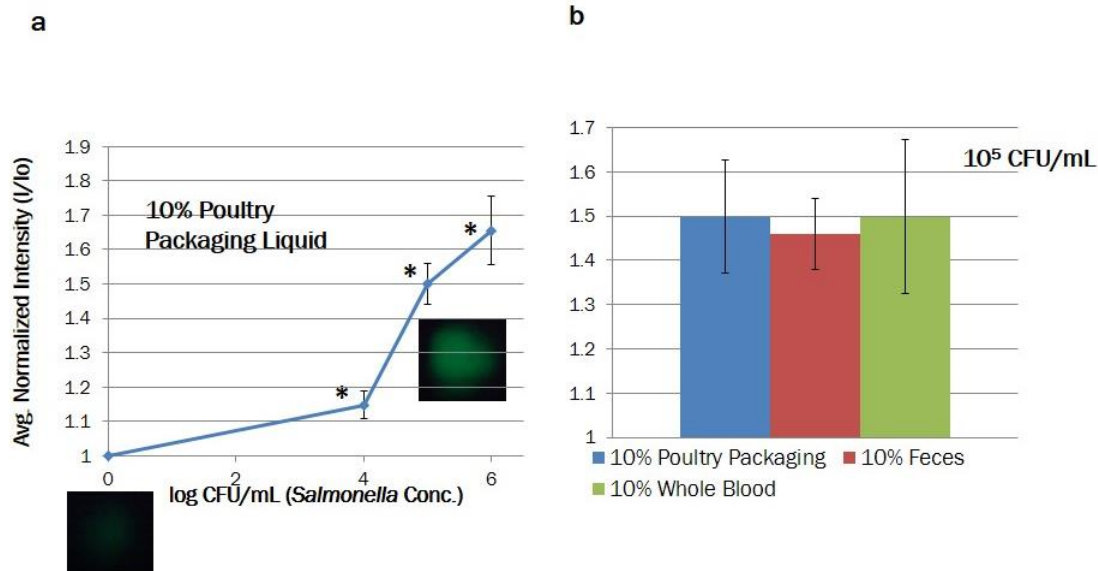 a
Avg. Normalized Intensity (I/Io)
1.9
1.8
1.7
1.6
1.5
1.4
1.3
1.2
1.1
1
10% Poultry
Packaging Liquid
*
*
*
0 2 4 6
log CFU/mL (Salmonella Conc.)
b
1.7
1.6
1.5
1.4
1.3
1.2
1.1
1
10⁵ CFU/mL
10% Poultry Packaging 10% Feces
10% Whole Blood